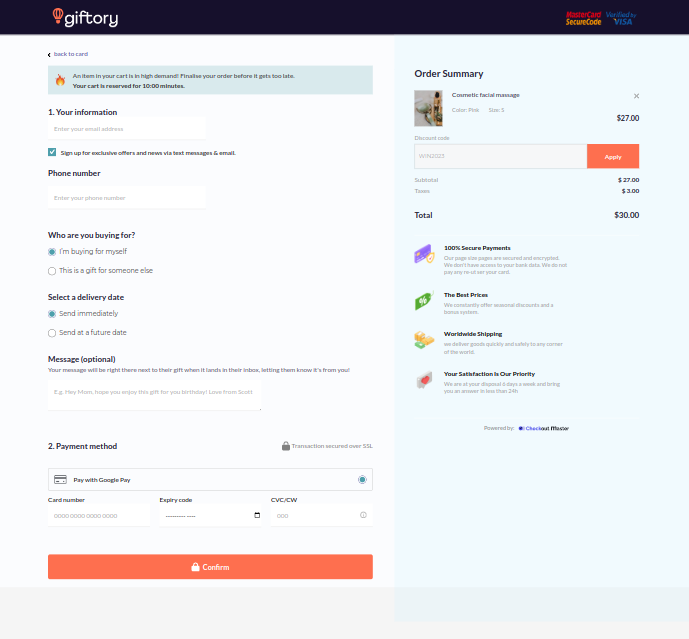 giftory
MasterCard
SecureCode
Verified by
VISA
back to card
An item in your cart is in high demand! Finalise your order before it gets too late.
Your cart is reserved for 10:00 minutes.
1. Your information
Enter your email address
Sign up for exclusive offers and news via text messages & email.
Phone number
Enter your phone number
Who are you buying for?
I'm buying for myself
This is a gift for someone else
Select a delivery date
Send immediately
Send at a future date
Message (optional)
Your message will be right there next to their gift when it lands in their inbox, letting them know it's from you!
E.g. Hey Mom, hope you enjoy this gift for you birthday! Love from Scott
2. Payment method
Transaction secured over SSL
Pay with Google Pay
Card number
Expiry code
CVC/CW
0000 0000 0000 0000
--------- ----
000
Confirm
Order Summary
Cosmetic facial massage
Color: Pink Size: S
$27.00
Discount code
WIN2023
Apply
Subtotal
$ 27.00
Taxes
$ 3.00
Total
$30.00
100% Secure Payments
Our page size pages are secured and encrypted.
We don't have access to your bank data. We do not
pay any re ut ser your card.
The Best Prices
We constantly offer seasonal discounts and a
bonus system.
Worldwide Shipping
we deliver goods quickly and safely to any corner
of the world.
Your Satisfaction Is Our Priority
We are at your disposal 6 days a week and bring
you an answer in less than 24h
Powered by:
Checkout Master